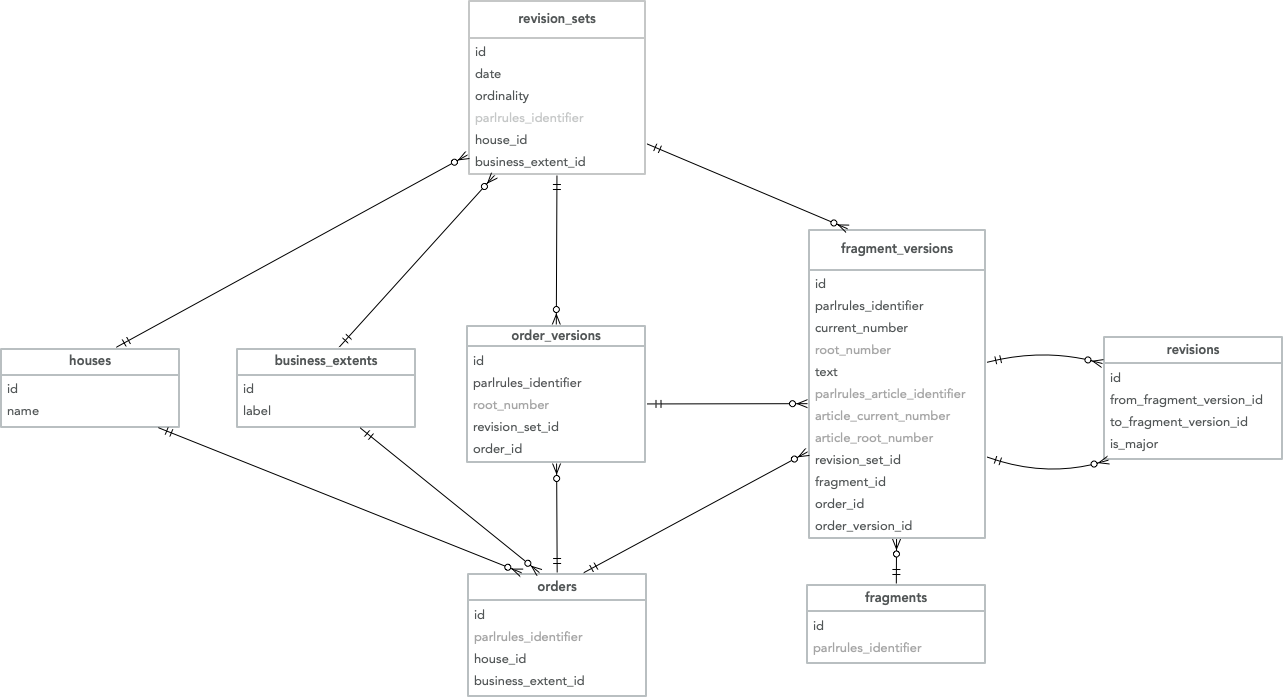 revision_sets
id
date
ordinality
parlrules_identifier
house_id
business_extent_id
fragment_versions
id
parlrules_identifier
current_number
root_number
text
parlrules_article_identifier
article_current_number
article_root_number
revision_set_id
fragment_id
order_id
order_version_id
houses
id
name
business_extents
id
label
order_versions
id
parlrules_identifier
root_number
revision_set_id
order_id
revisions
id
from_fragment_version_id
to_fragment_version_id
is_major
orders
id
parlrules_identifier
house_id
business_extent_id
fragments
id
parlrules_identifier